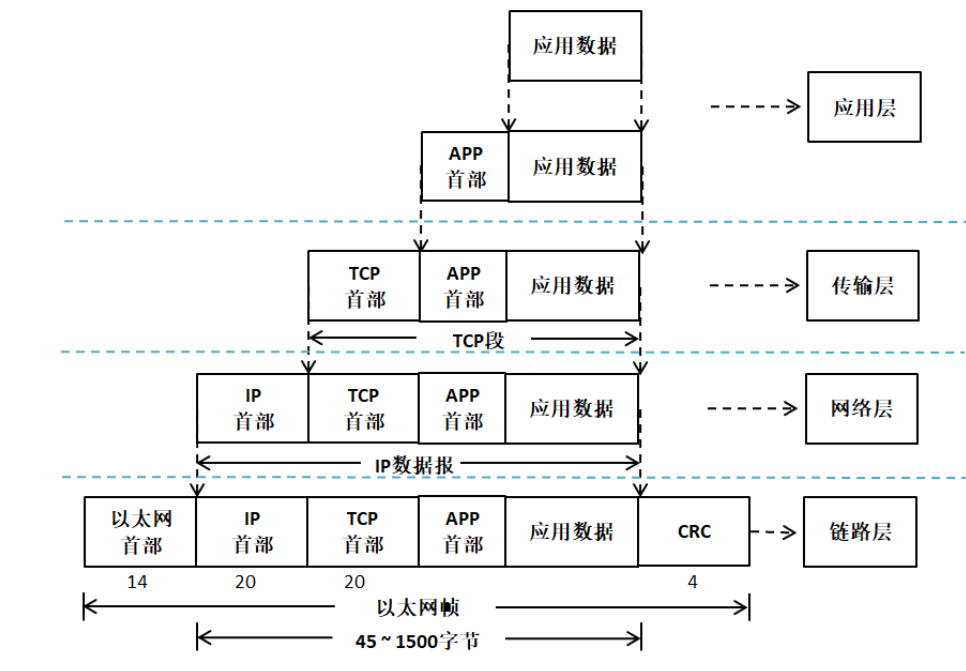 应用数据
应用层
APP
首部
应用数据
TCP
首部
APP
首部
应用数据
传输层
TCP段
IP
首部
TCP
首部
APP
首部
应用数据
网络层
IP数据报
以太网
首部
IP
首部
TCP
首部
APP
首部
应用数据
CRC
链路层
14
20
20
4
以太网帧
45 ~ 1500字节